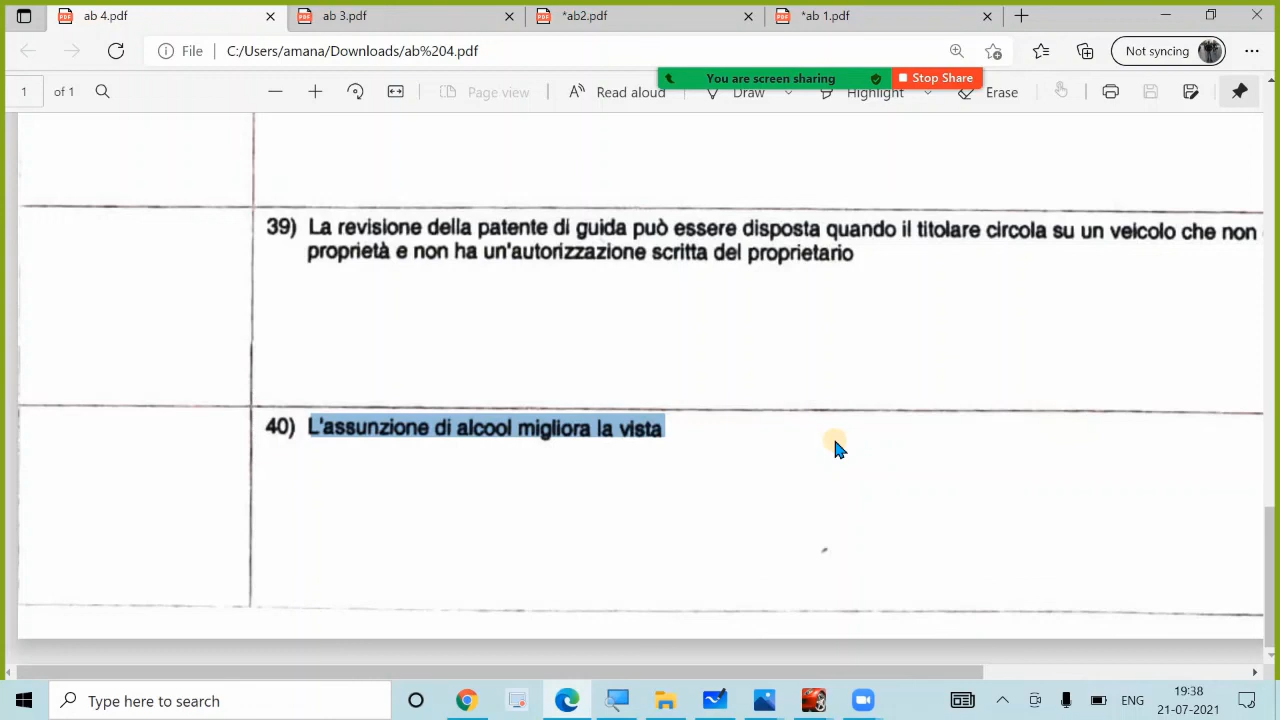 ab 4.pdf
ab 3.pdf
*ab2.pdf
*ab 1.pdf
File
C:/Users/amana/Downloads/ab%204.pdf
Not syncing
You are screen sharing
Stop Share
1 of 1
Page view
Read aloud
Draw
Highlight
Erase
39) La revisione della patente di guida può essere disposta quando il titolare circola su un veicolo che non
proprietà e non ha un'autorizzazione scritta del proprietario
40) L'assunzione di alcool migliora la vista
Type here to search
ENG
19:38
21-07-2021